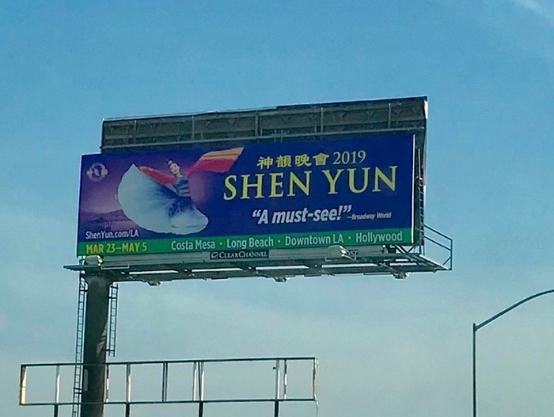 神韻晚會 2019
SHEN YUN
"A must-see!" —Broadway World
ShenYun.com/LA
MAR 23–MAY 5
Costa Mesa · Long Beach · Downtown LA · Hollywood
CLEAR CHANNEL